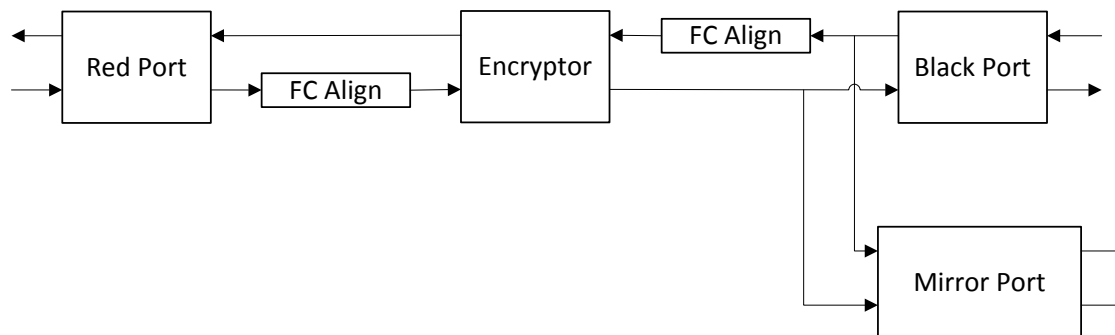 FC Align
Red Port
Encryptor
Black Port
FC Align
Mirror Port